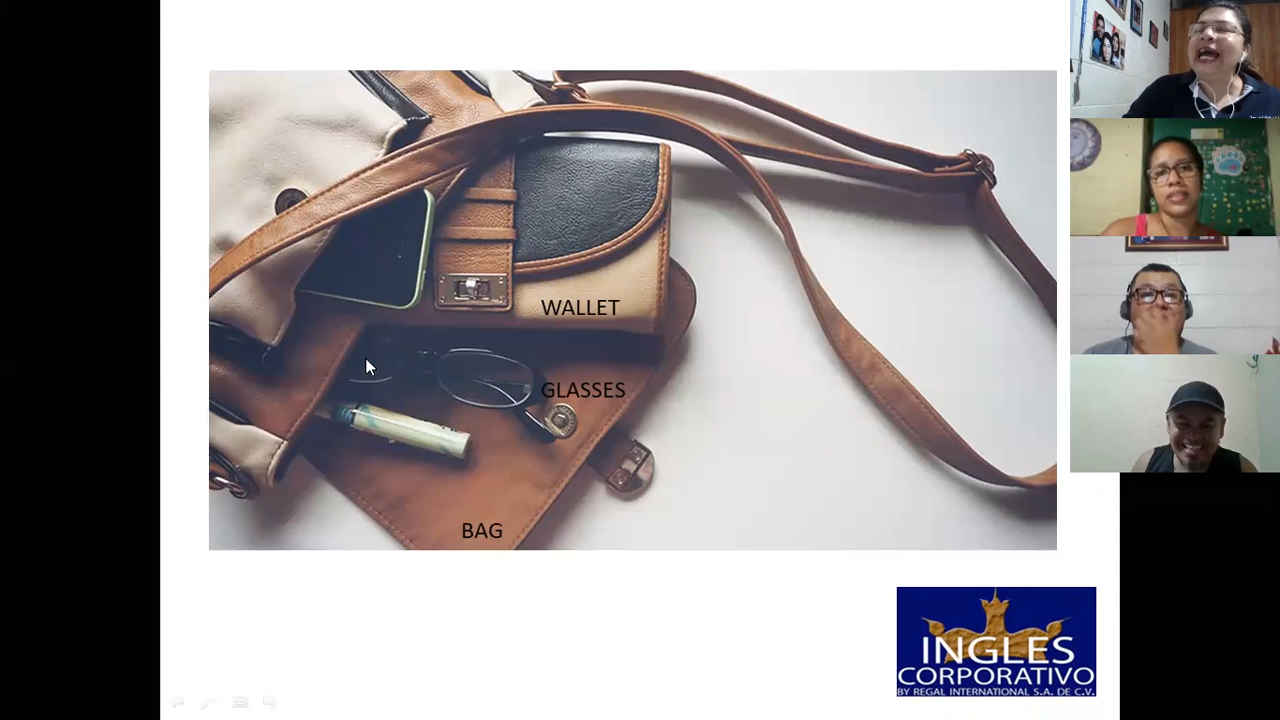 WALLET
GLASSES
BAG
INGLES
CORPORATIVO
BY REGAL INTERNATIONAL S.A. DE C.V.